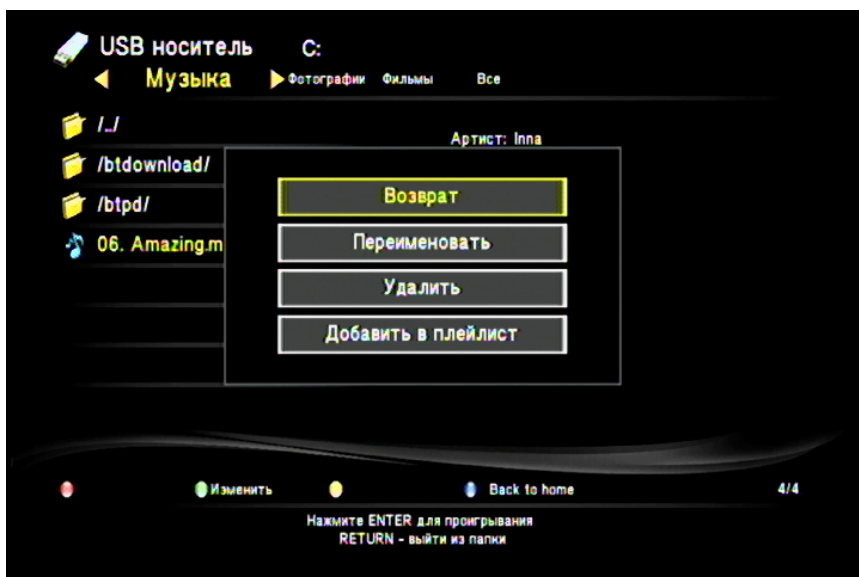 USB носитель C:
Музыка Фотографии Фильмы Все
/../
Артист: Inna
/btdownload/
/btpd/
06. Amazing.m
Возврат
Переименовать
Удалить
Добавить в плейлист
Изменить Back to home 4/4
Нажмите ENTER для проигрывания
RETURN - выйти из папки